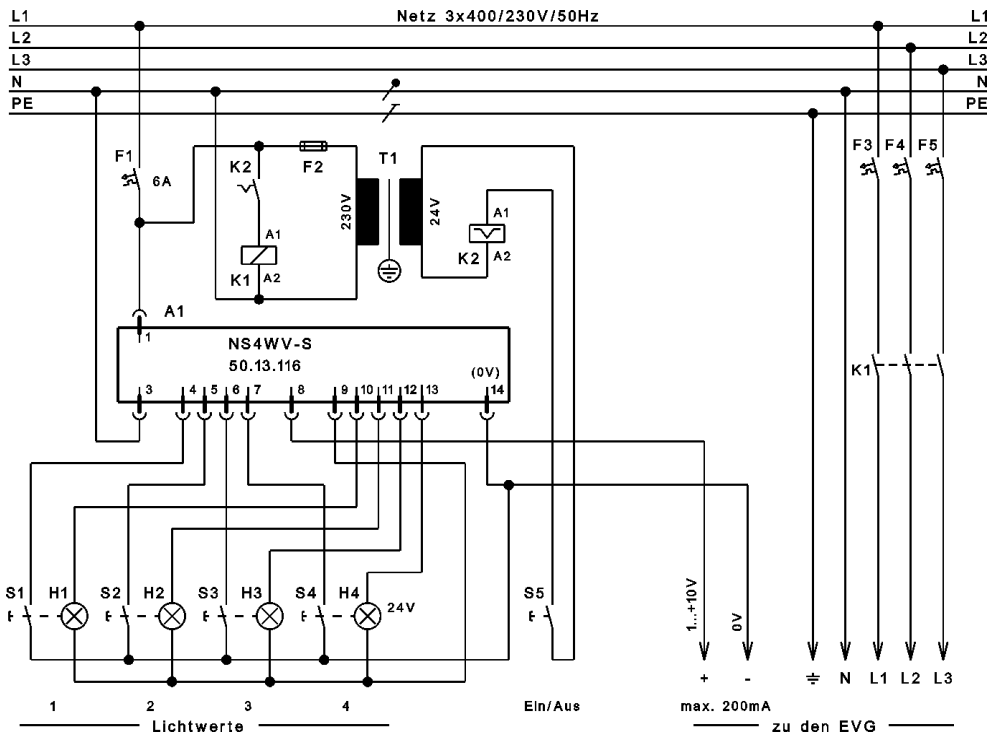 L1 Netz 3x400/230V/50Hz L1
L2 L2
L3 L3
N N
PE PE
F1 6A
K2 F2 T1
F3 F4 F5
230V 24V
A1 K2 A2
A1 K1 A2
A1
1
NS4WV-S
50.13.116
(0V)
3 4 5 6 7 8 9 10 11 12 13 14
K1
S1 H1 S2 H2 S3 H3 S4 H4 24V S5
1...+10V 0V
+ - N L1 L2 L3
1 2 3 4 Ein/Aus max. 200mA
Lichtwerte zu den EVG